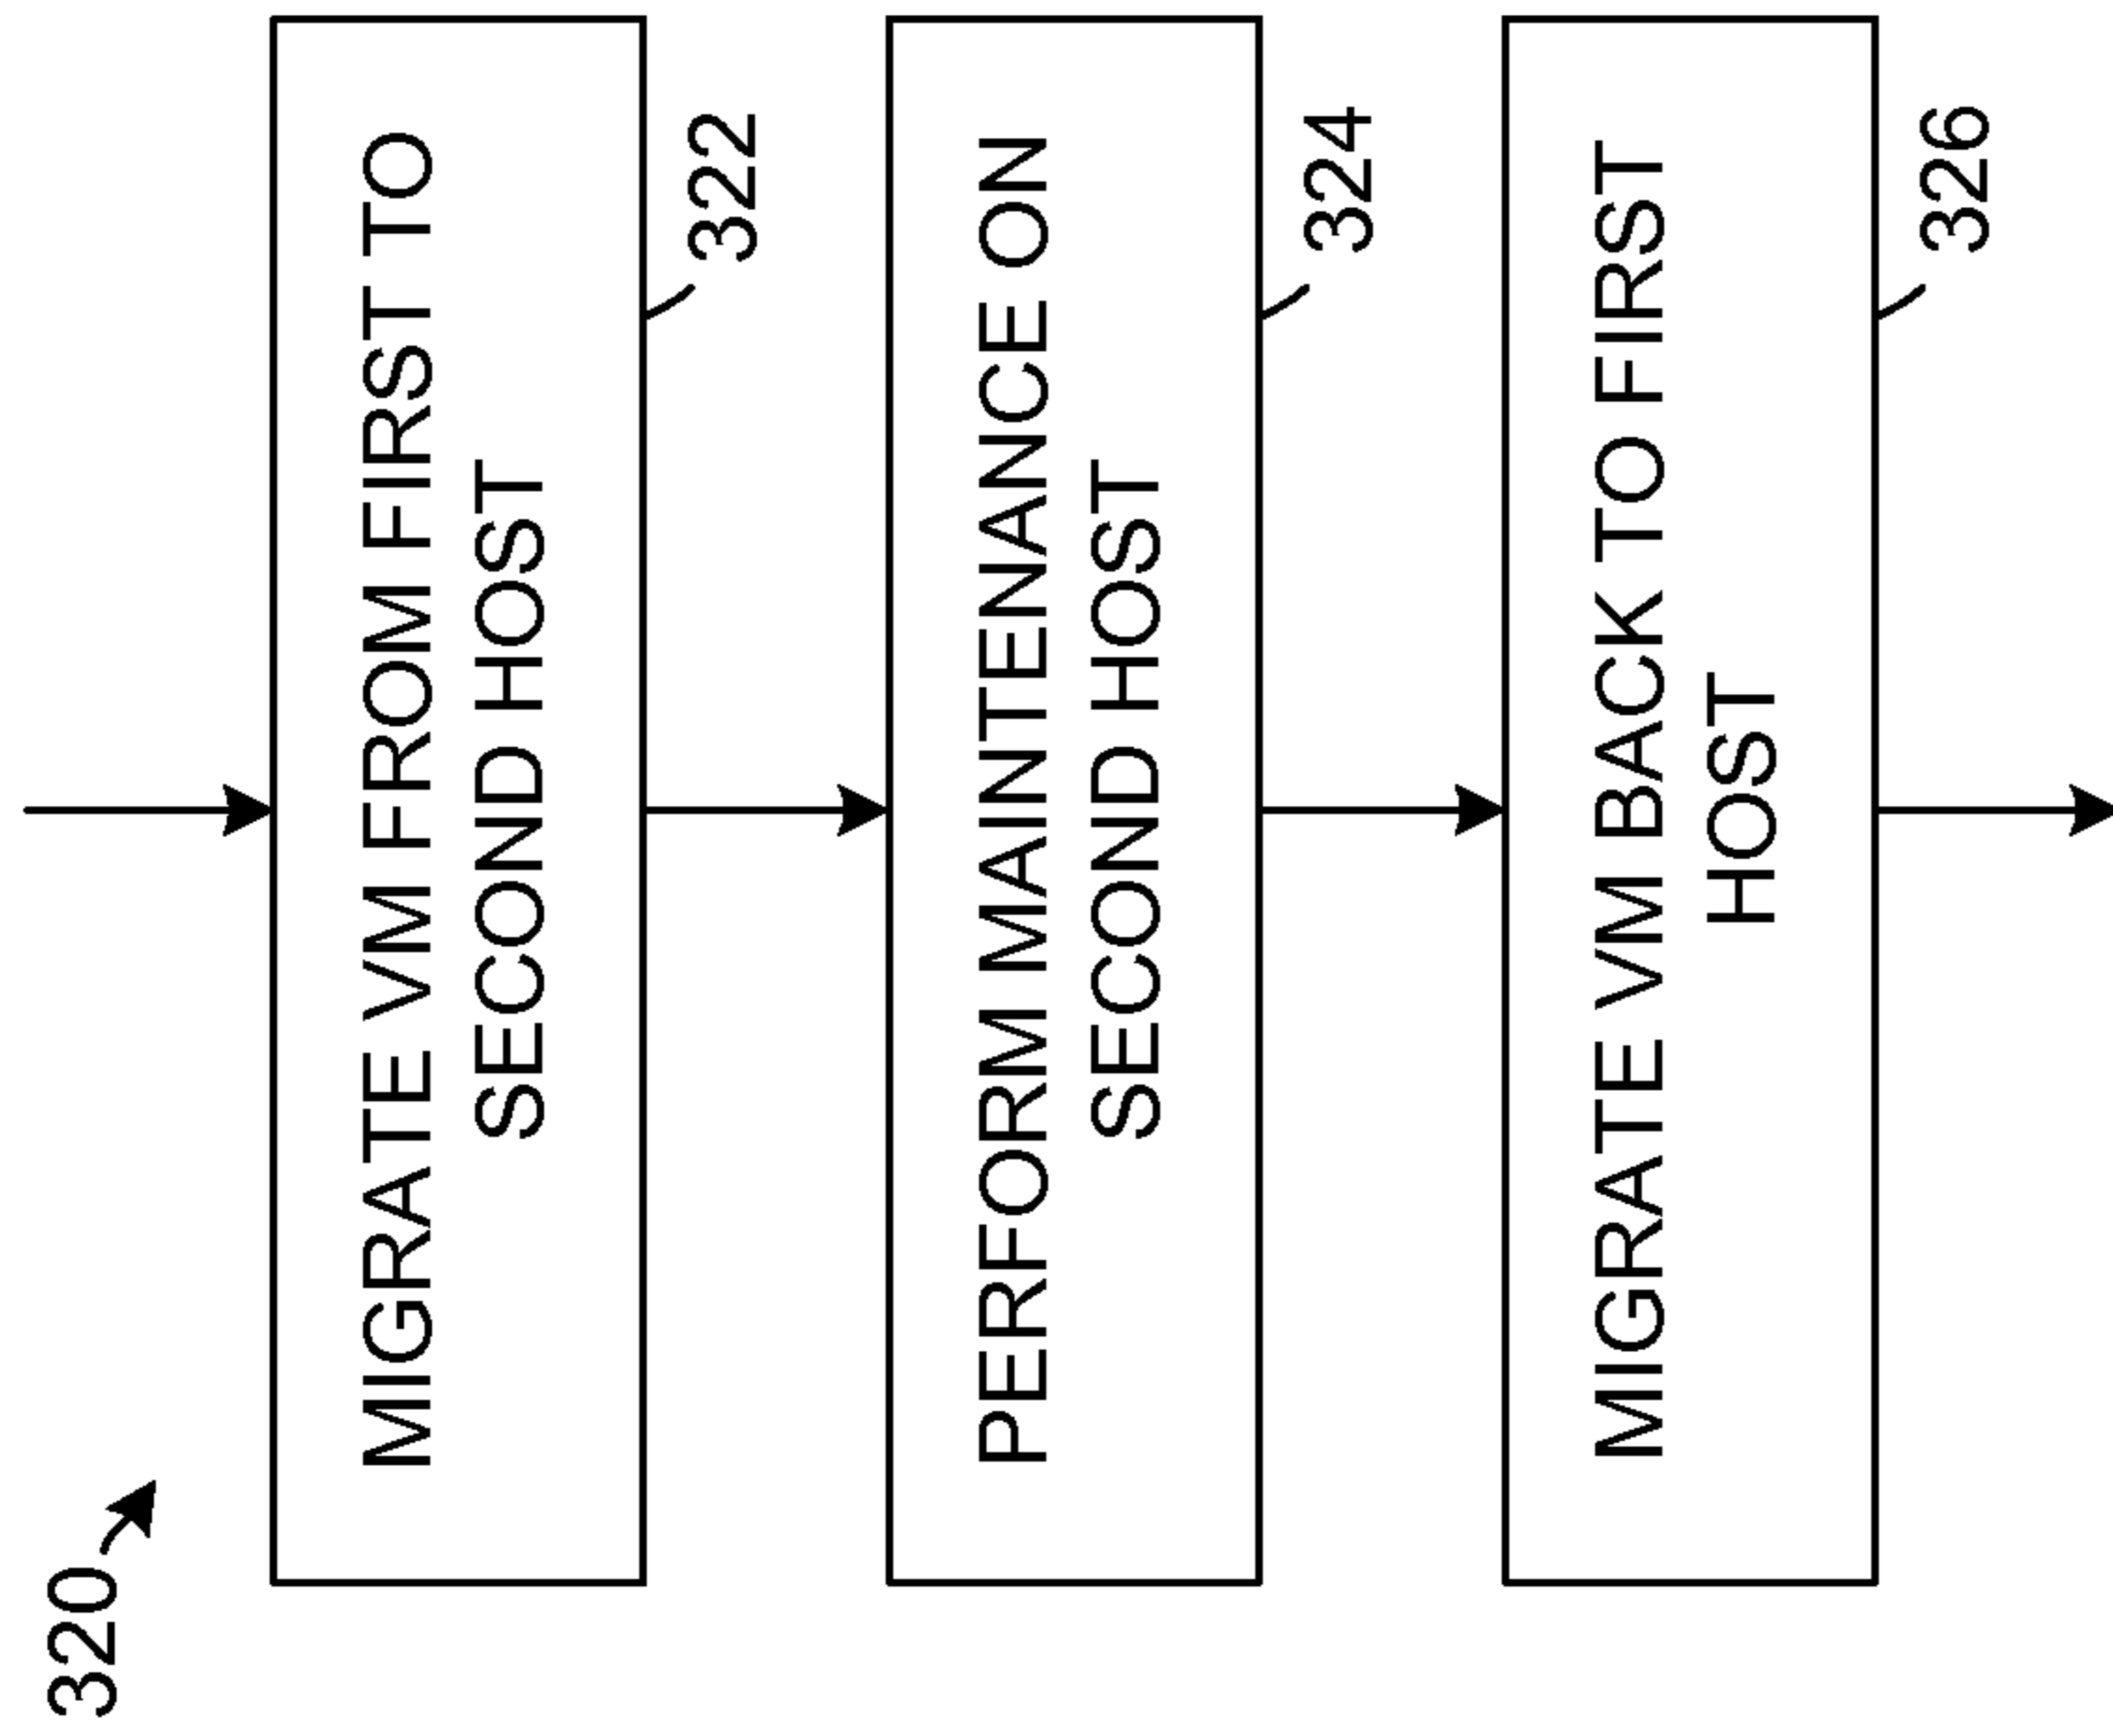 320
MIGRATE VM FROM FIRST TO
SECOND HOST
322
PERFORM MAINTENANCE ON
SECOND HOST
324
MIGRATE VM BACK TO FIRST
HOST
326